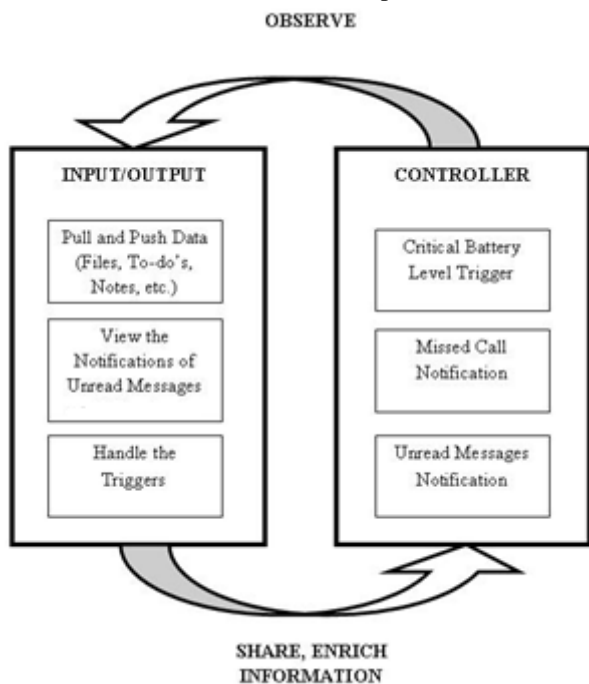 OBSERVE
INPUT/OUTPUT
Pull and Push Data
(Files, To-do's,
Notes, etc.)
View the
Notifications of
Unread Messages
Handle the
Triggers
CONTROLLER
Critical Battery
Level Trigger
Missed Call
Notification
Unread Messages
Notification
SHARE, ENRICH
INFORMATION